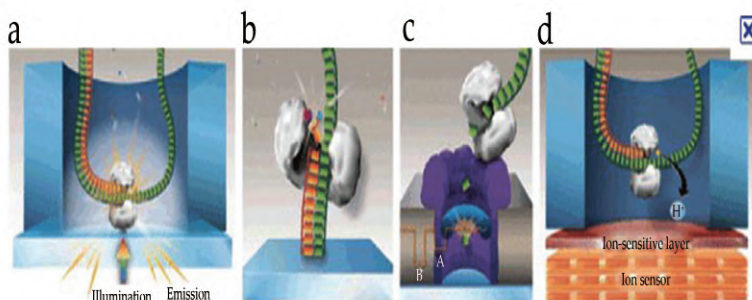 a
b
c
d
Illumination
Emission
A
B
H
Ion-sensitive layer
Ion sensor